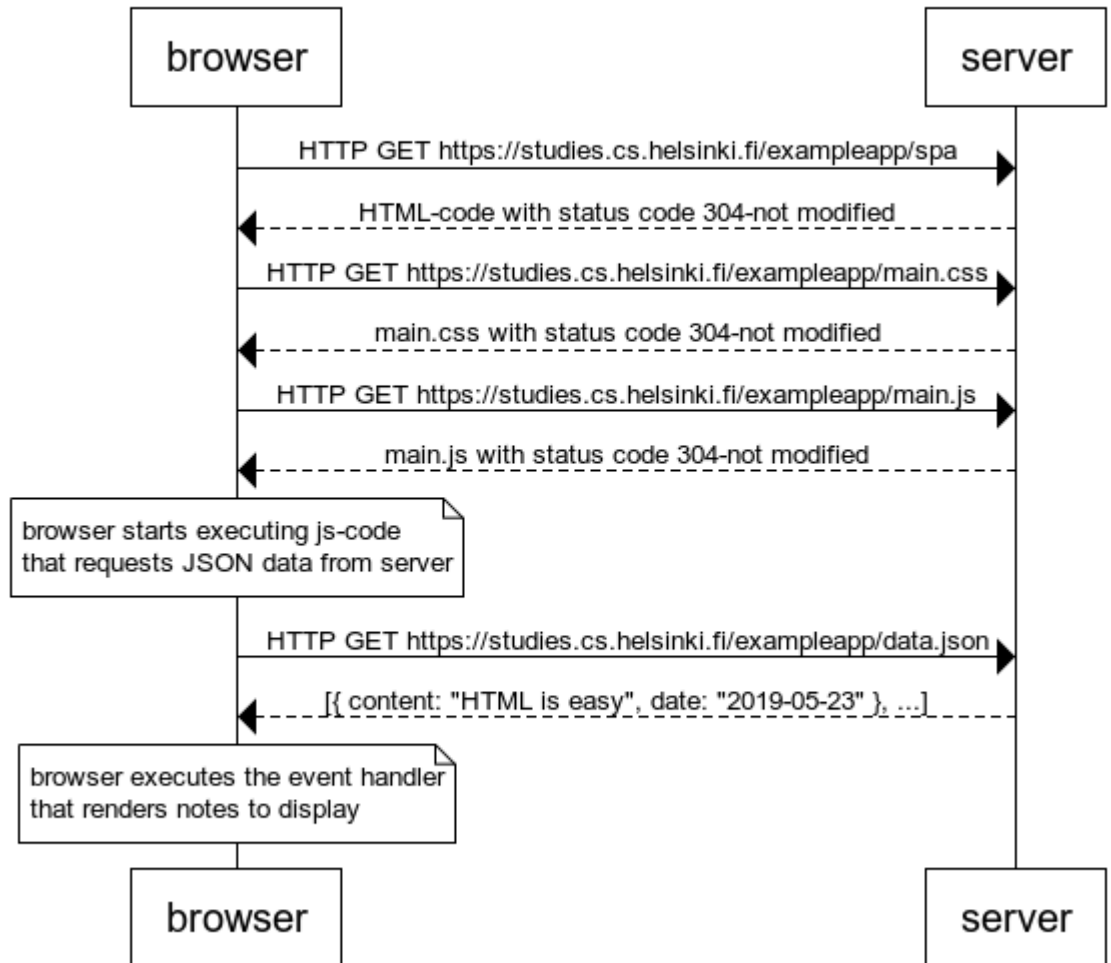 browser
server
HTTP GET https://studies.cs.helsinki.fi/exampleapp/spa
HTML-code with status code 304-not modified
HTTP GET https://studies.cs.helsinki.fi/exampleapp/main.css
main.css with status code 304-not modified
HTTP GET https://studies.cs.helsinki.fi/exampleapp/main.js
main.js with status code 304-not modified
browser starts executing js-code
that requests JSON data from server
HTTP GET https://studies.cs.helsinki.fi/exampleapp/data.json
[{ content: "HTML is easy", date: "2019-05-23" }, ...]
browser executes the event handler
that renders notes to display
browser
server